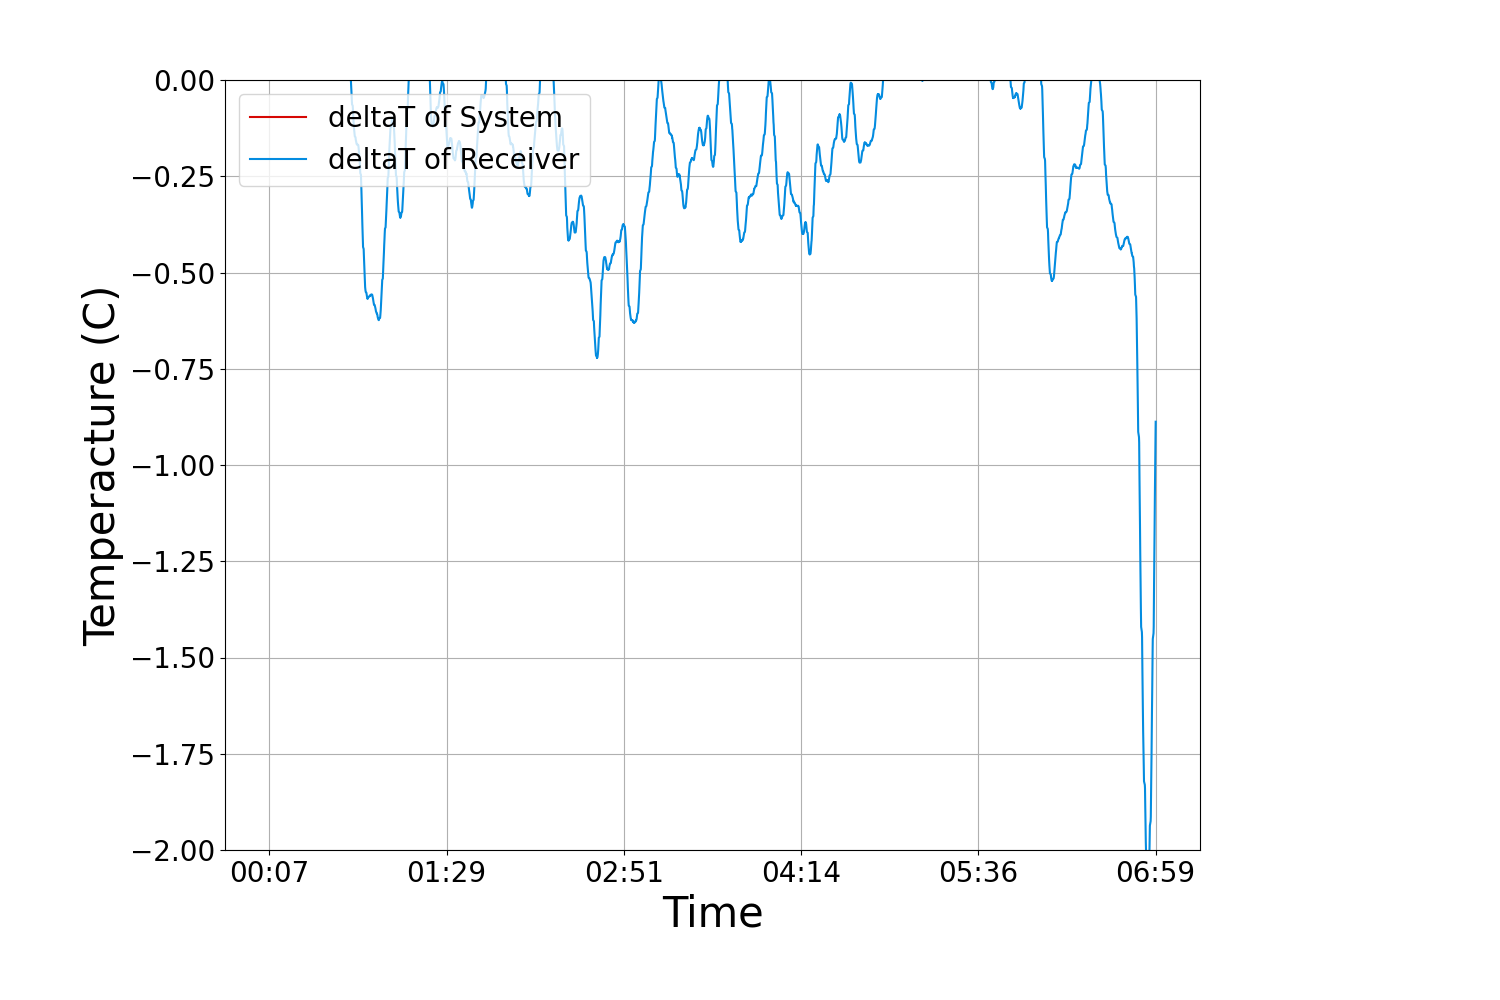 0.00
−0.25
−0.50
−0.75
−1.00
−1.25
−1.50
−1.75
−2.00
Temperacture (C)
deltaT of System
deltaT of Receiver
00:07 01:29 02:51 04:14 05:36 06:59
Time